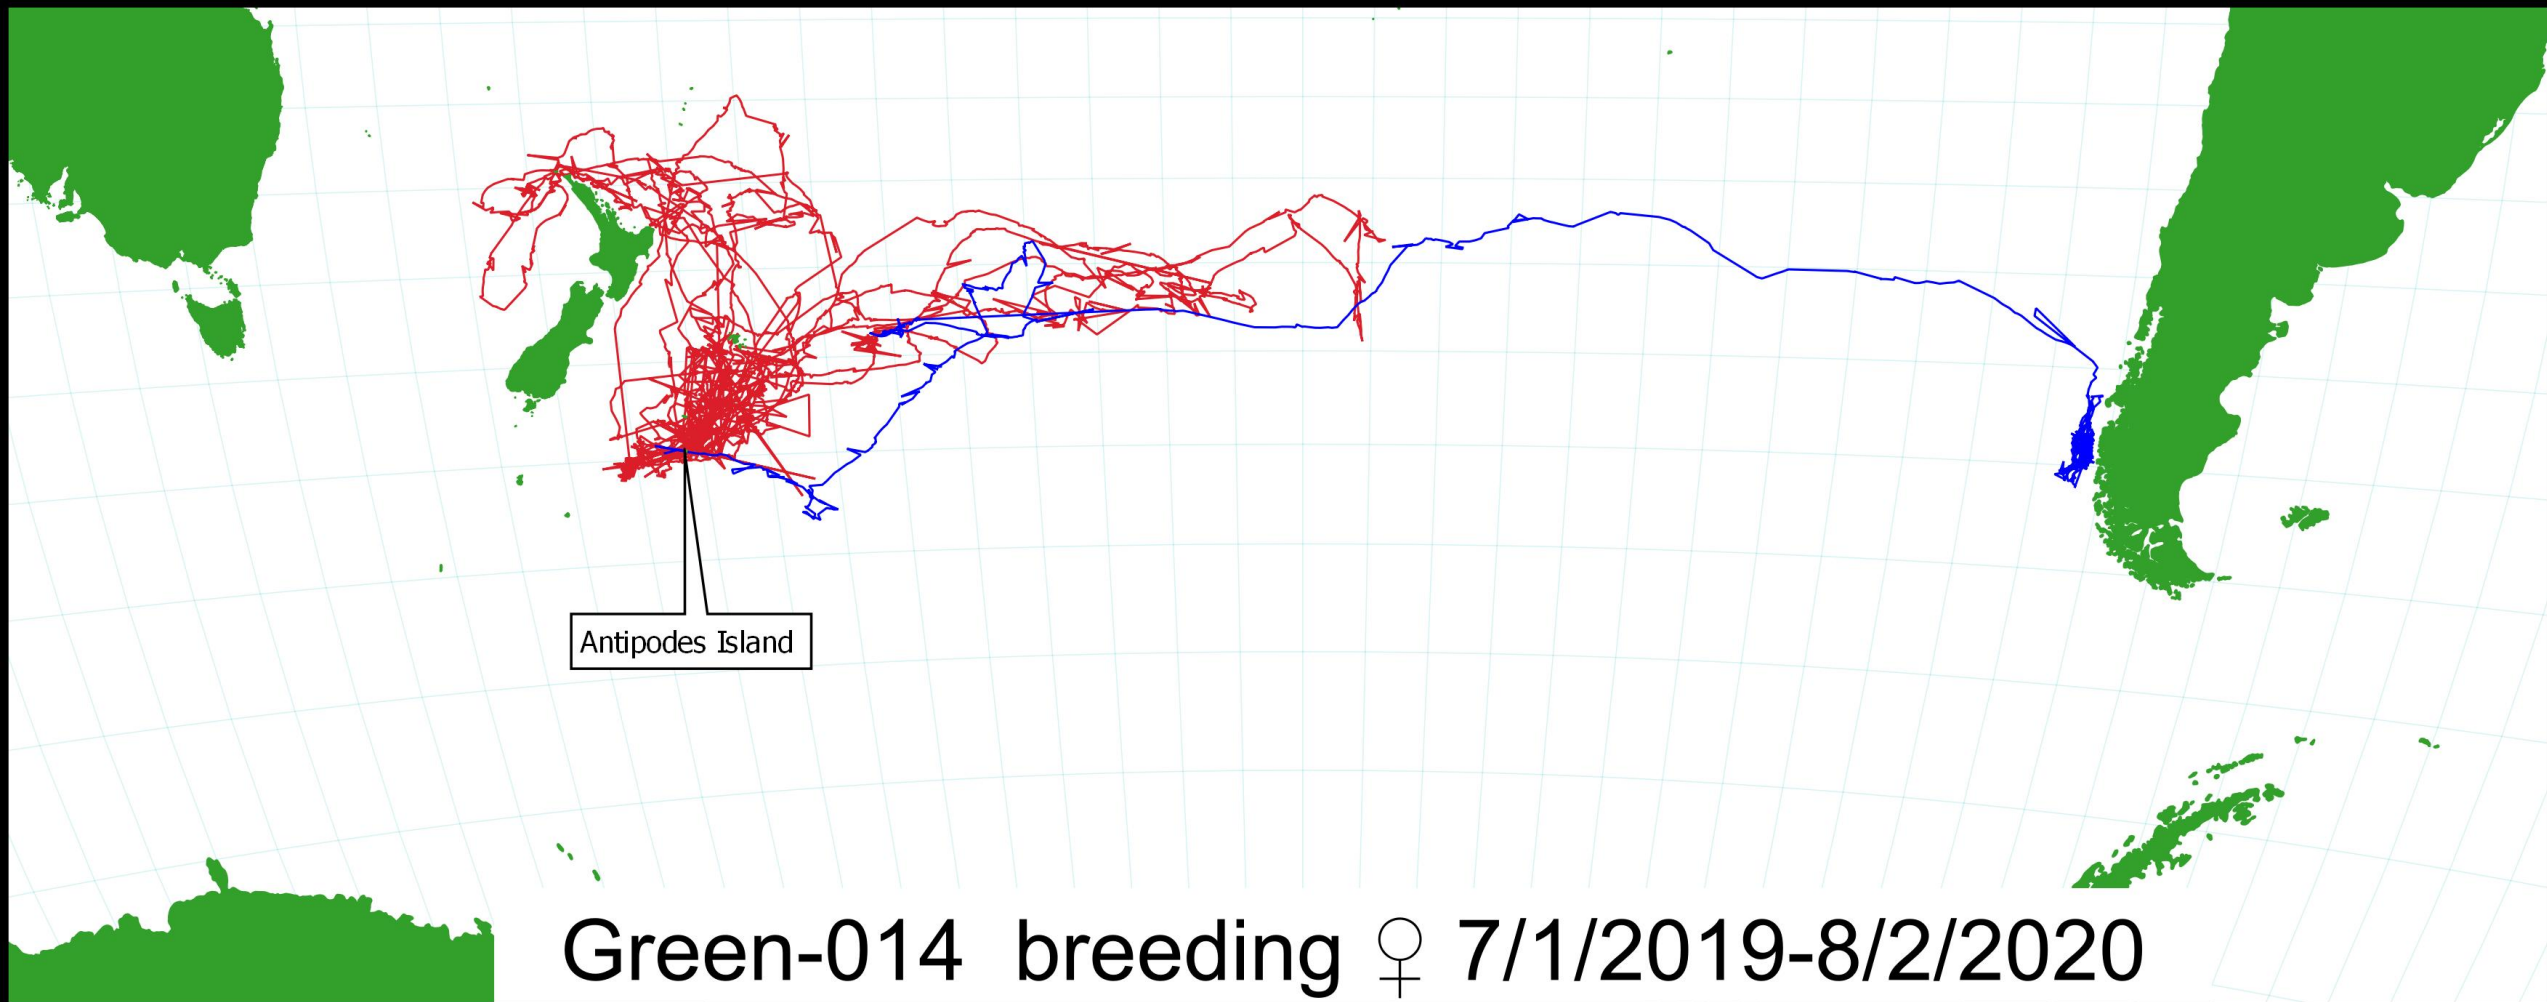 Antipodes Island
Green-014 breeding ♀ 7/1/2019-8/2/2020